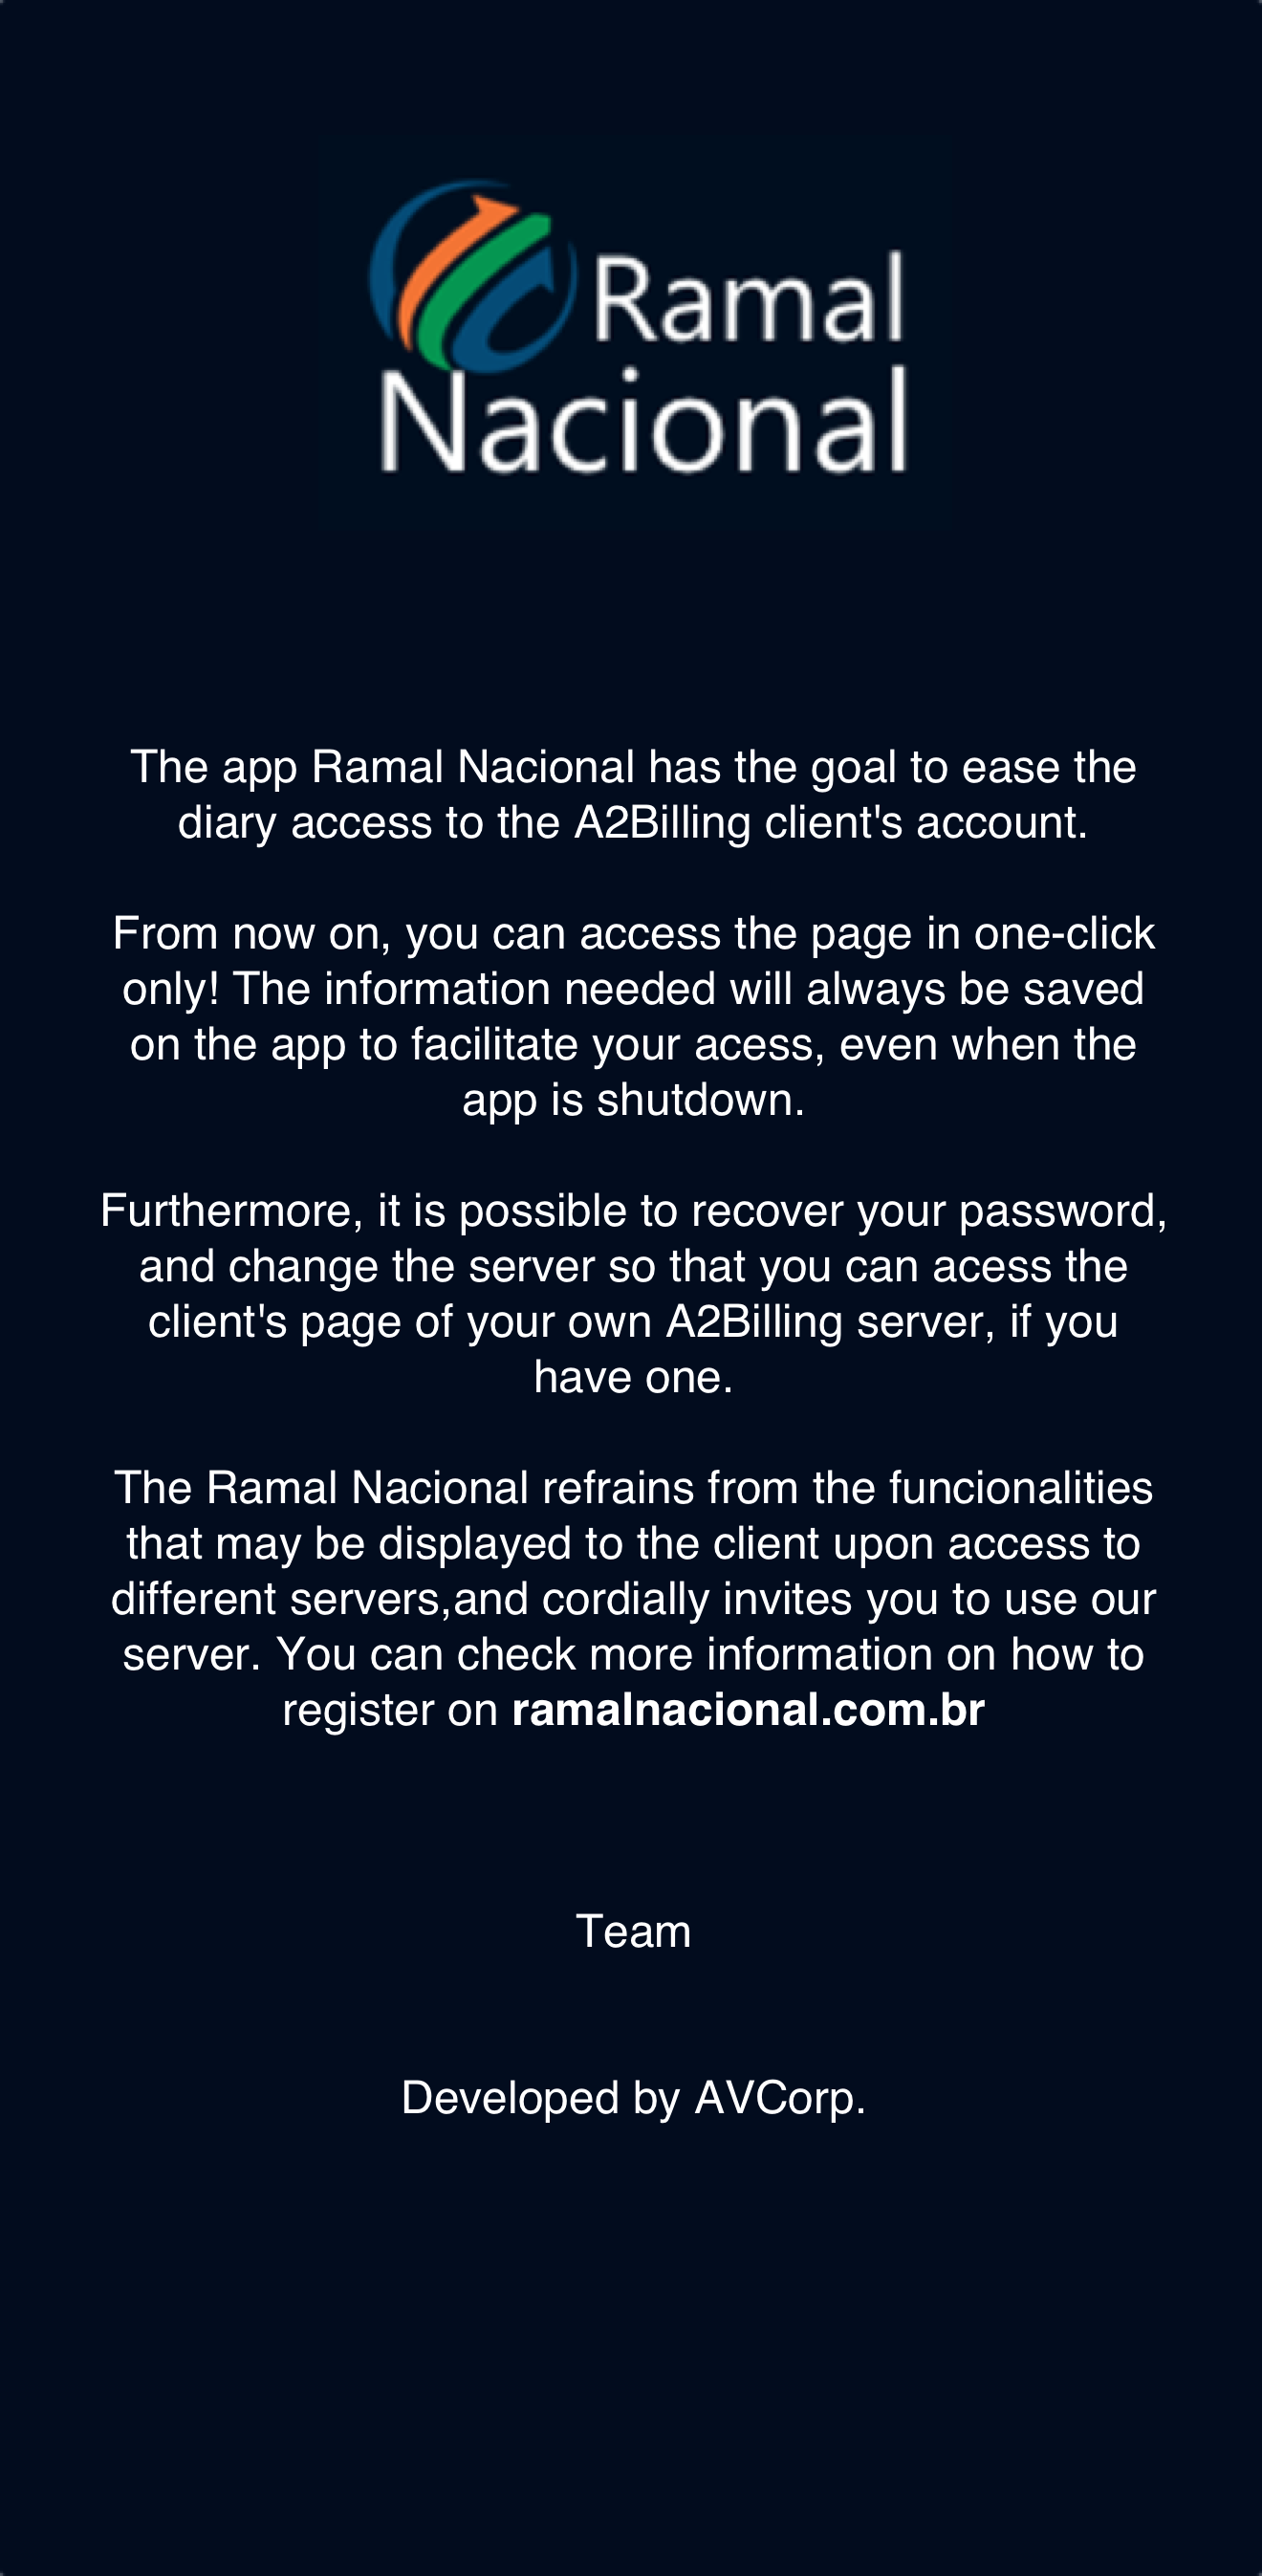 Ramal
Nacional
The app Ramal Nacional has the goal to ease the
diary access to the A2Billing client's account.
From now on, you can access the page in one-click
only! The information needed will always be saved
on the app to facilitate your acess, even when the
app is shutdown.
Furthermore, it is possible to recover your password,
and change the server so that you can acess the
client's page of your own A2Billing server, if you
have one.
The Ramal Nacional refrains from the funcionalities
that may be displayed to the client upon access to
different servers,and cordially invites you to use our
server. You can check more information on how to
register on ramalnacional.com.br
Team
Developed by AVCorp.